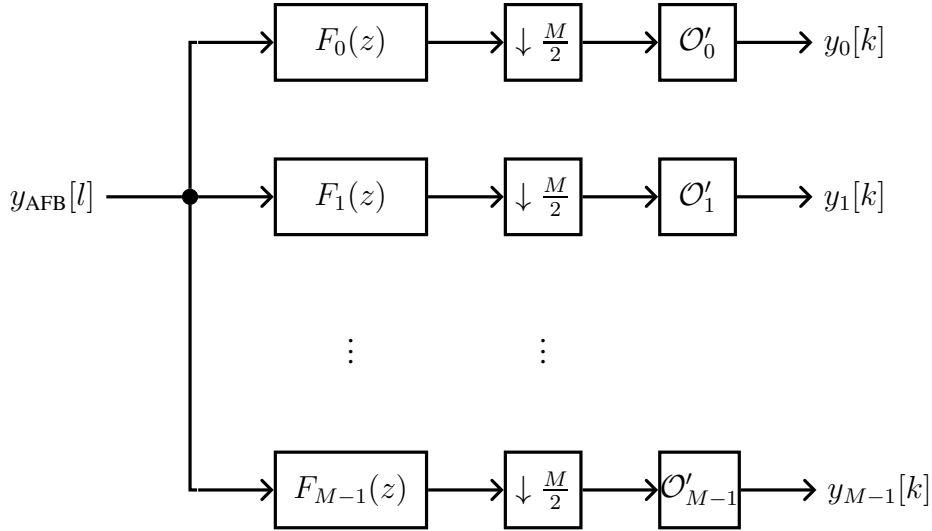 F_0(z) ↓ M/2 𝒪′_0 y_0[k]
y_AFB[l] F_1(z) ↓ M/2 𝒪′_1 y_1[k]
⋮ ⋮
F_{M−1}(z) ↓ M/2 𝒪′_{M−1} y_{M−1}[k]